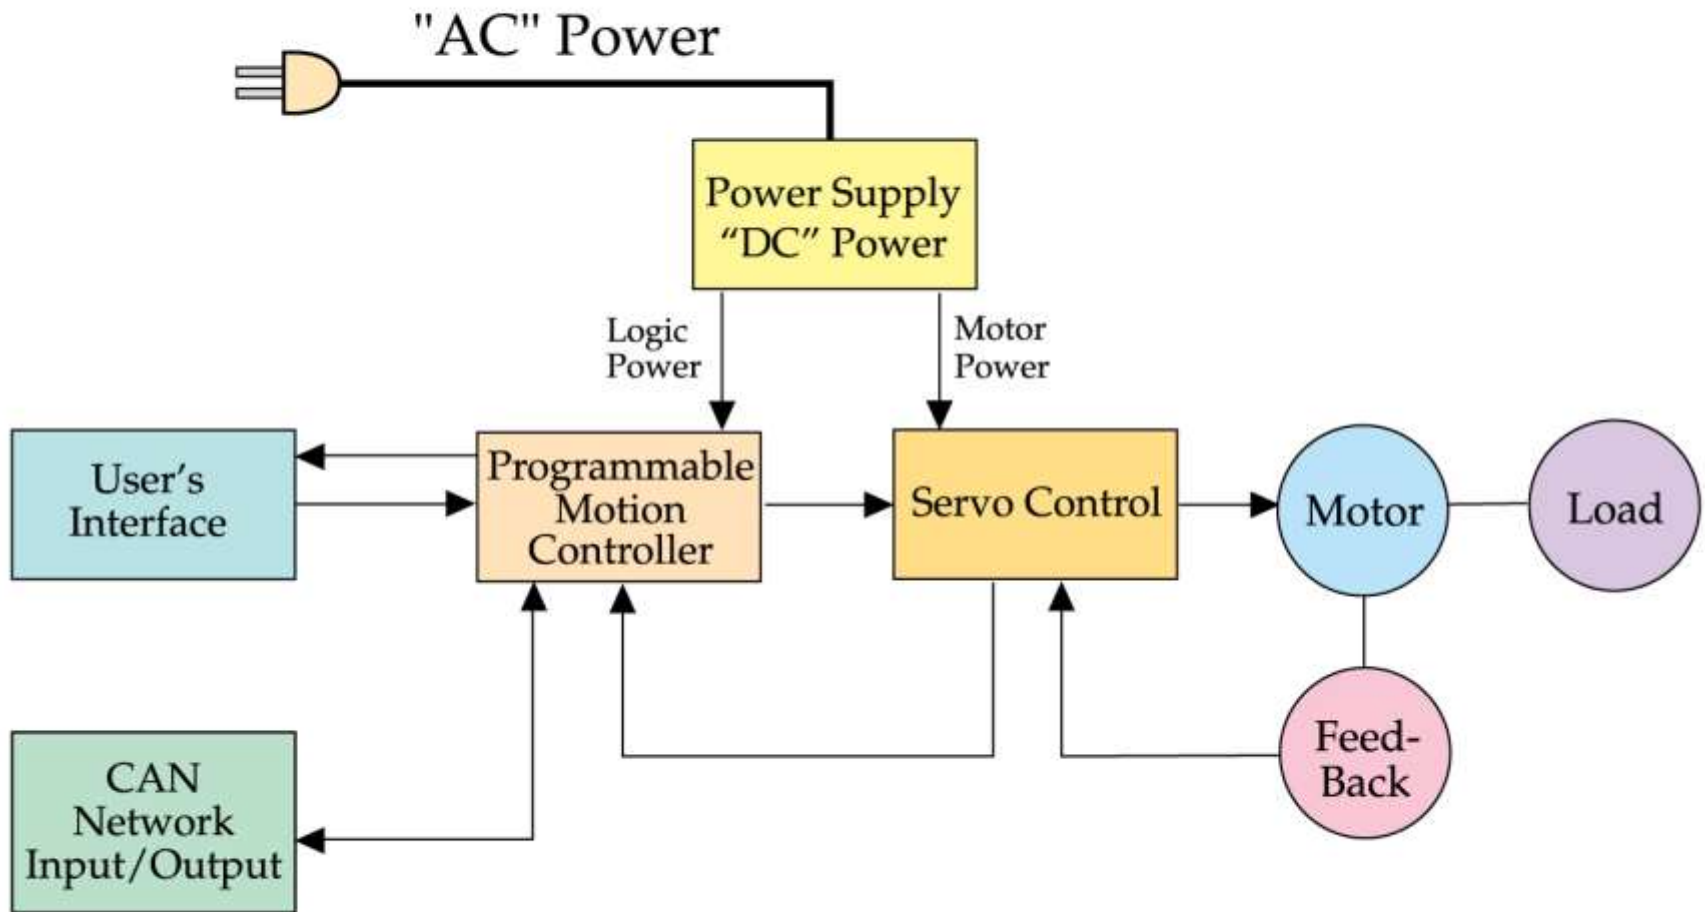 "AC" Power
Power Supply
“DC” Power
Logic
Power
Motor
Power
User’s
Interface
Programmable
Motion
Controller
Servo Control
Motor
Load
Feed-
Back
CAN
Network
Input/Output